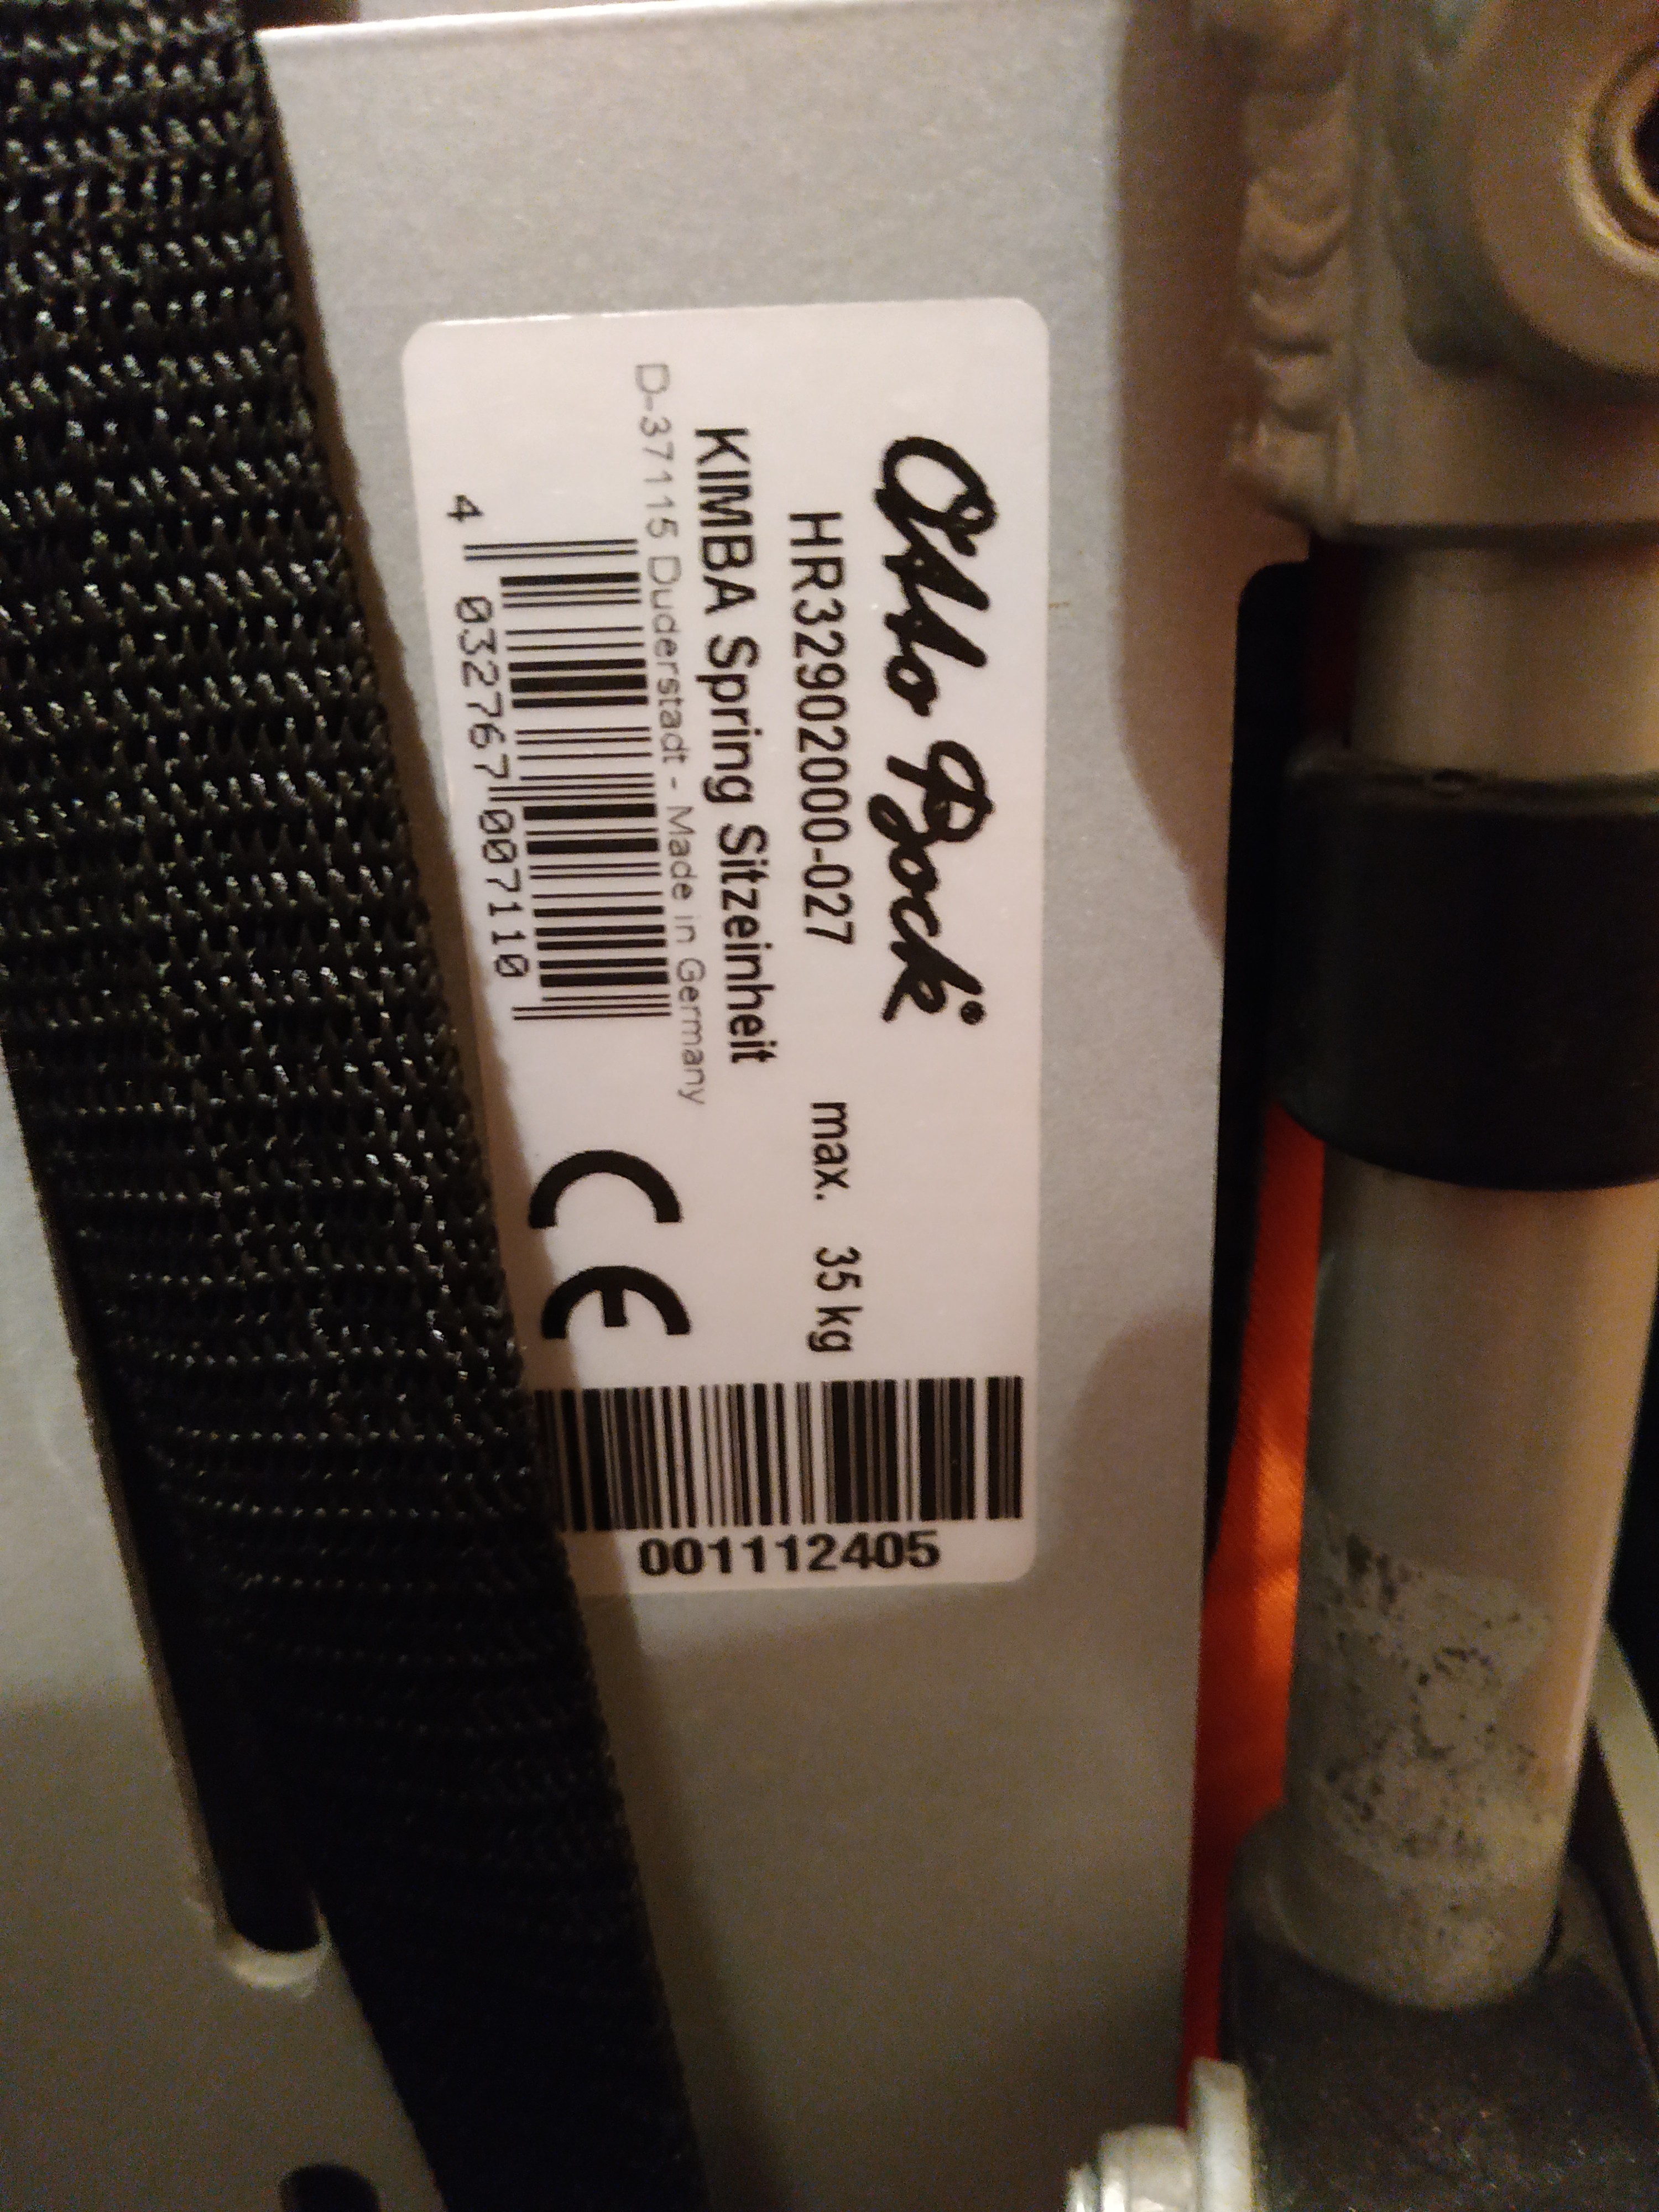 Otto Bock®
HR32902000-027 max. 35 kg
KIMBA Spring Sitzeinheit
D-37115 Duderstadt - Made in Germany
4 032767 007110
CE
001112405